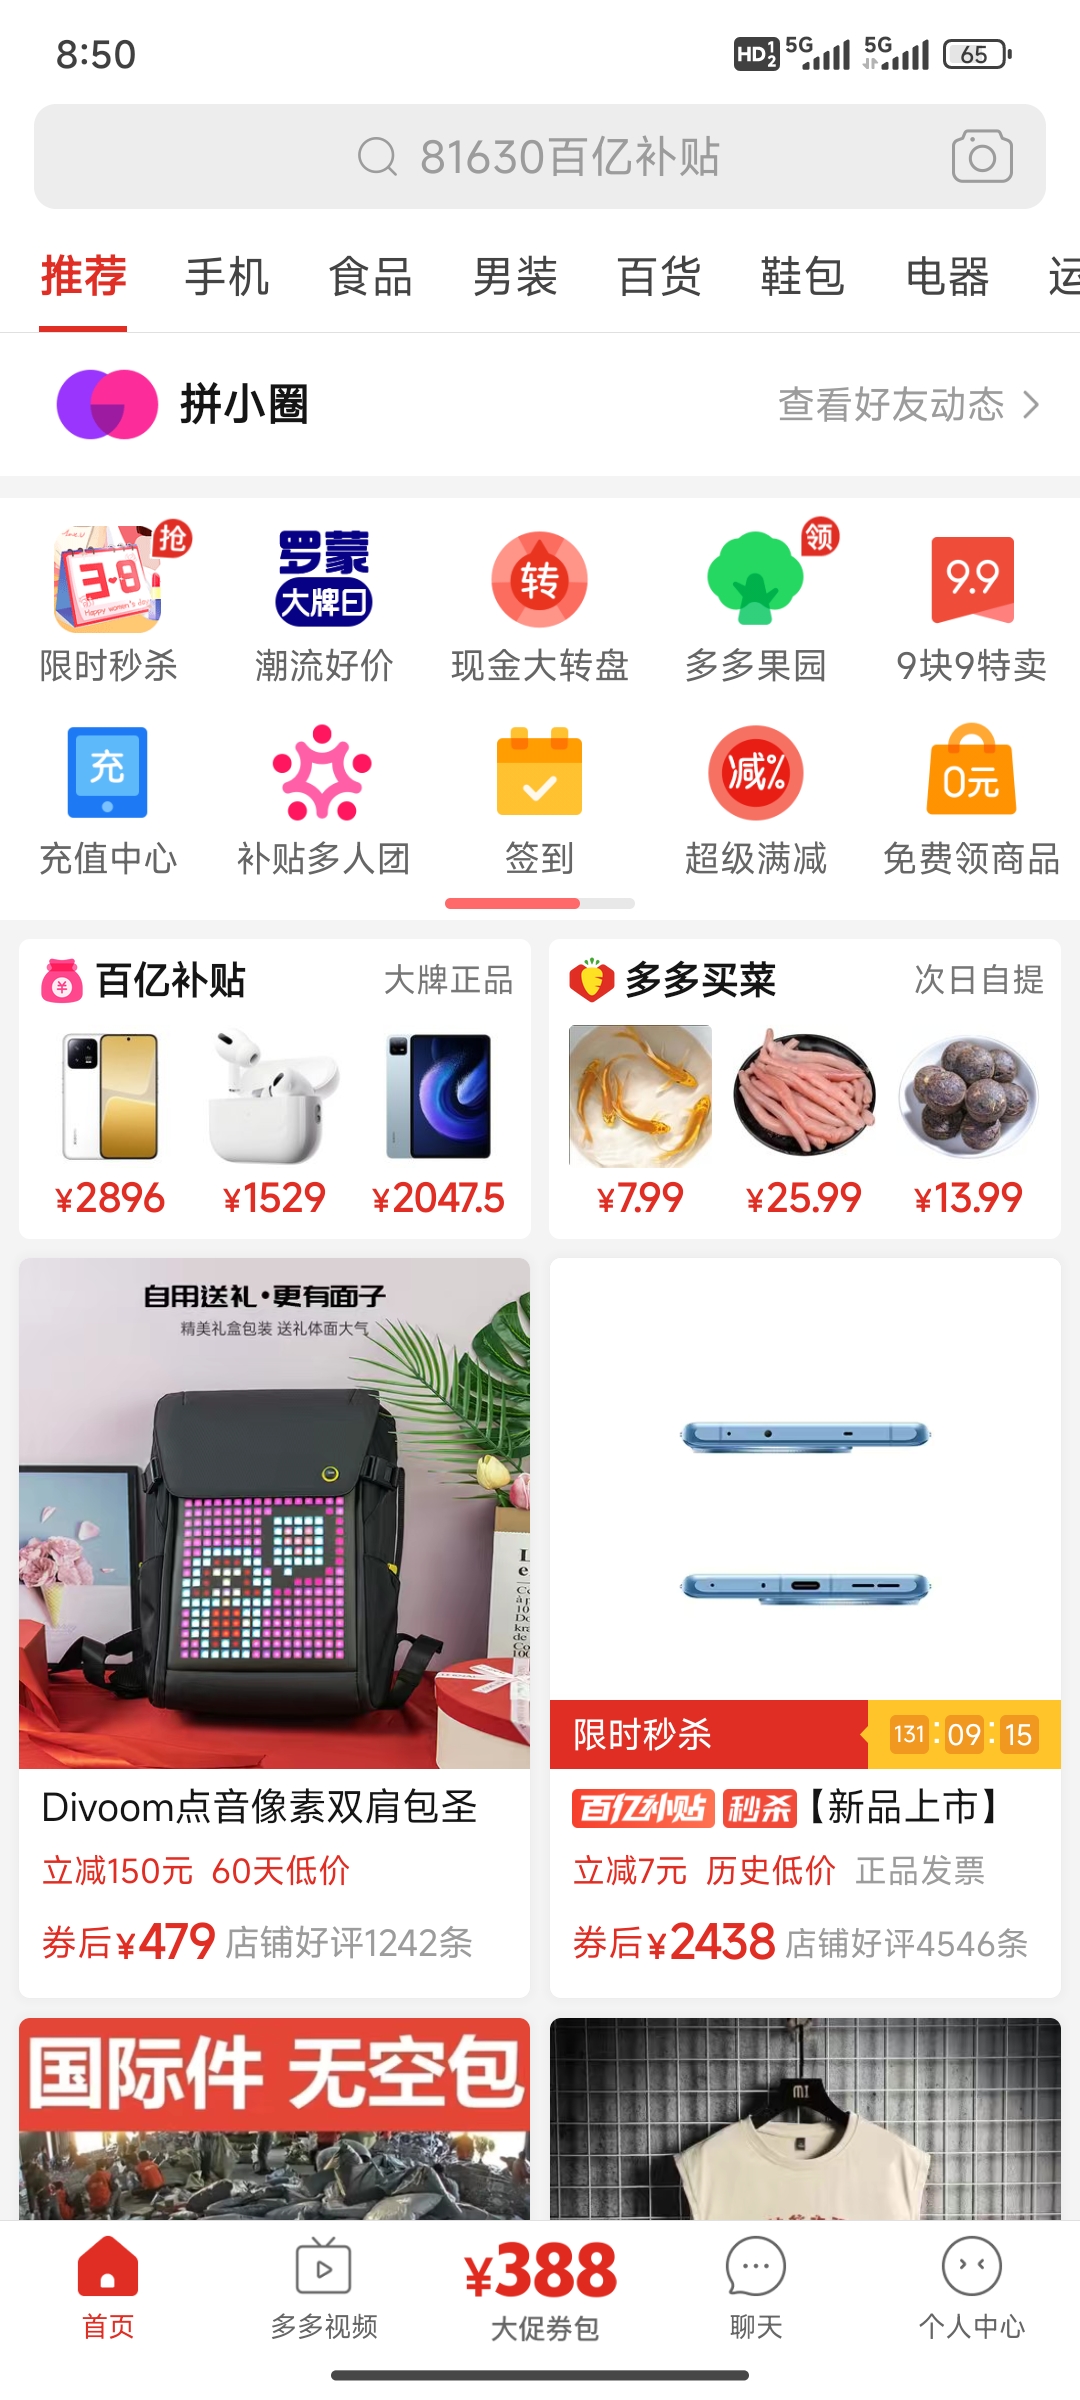 8:50
HD 1 2 5G 5G 65
81630百亿补贴
推荐 手机 食品 男装 百货 鞋包 电器
拼小圈 查看好友动态
抢 领
3·8
Happy women's day
罗蒙
大牌日
转
9.9
限时秒杀 潮流好价 现金大转盘 多多果园 9块9特卖
充 减% 0元
充值中心 补贴多人团 签到 超级满减 免费领商品
百亿补贴 大牌正品
¥2896 ¥1529 ¥2047.5
多多买菜 次日自提
¥7.99 ¥25.99 ¥13.99
自用送礼·更有面子
精美礼盒包装 送礼体面大气
Divoom点音像素双肩包圣
立减150元 60天低价
券后¥479 店铺好评1242条
限时秒杀 131:09:15
百亿补贴 秒杀【新品上市】
立减7元 历史低价 正品发票
券后¥2438 店铺好评4546条
国际件 无空包
MI
首页 多多视频 ¥388 大促券包 聊天 个人中心